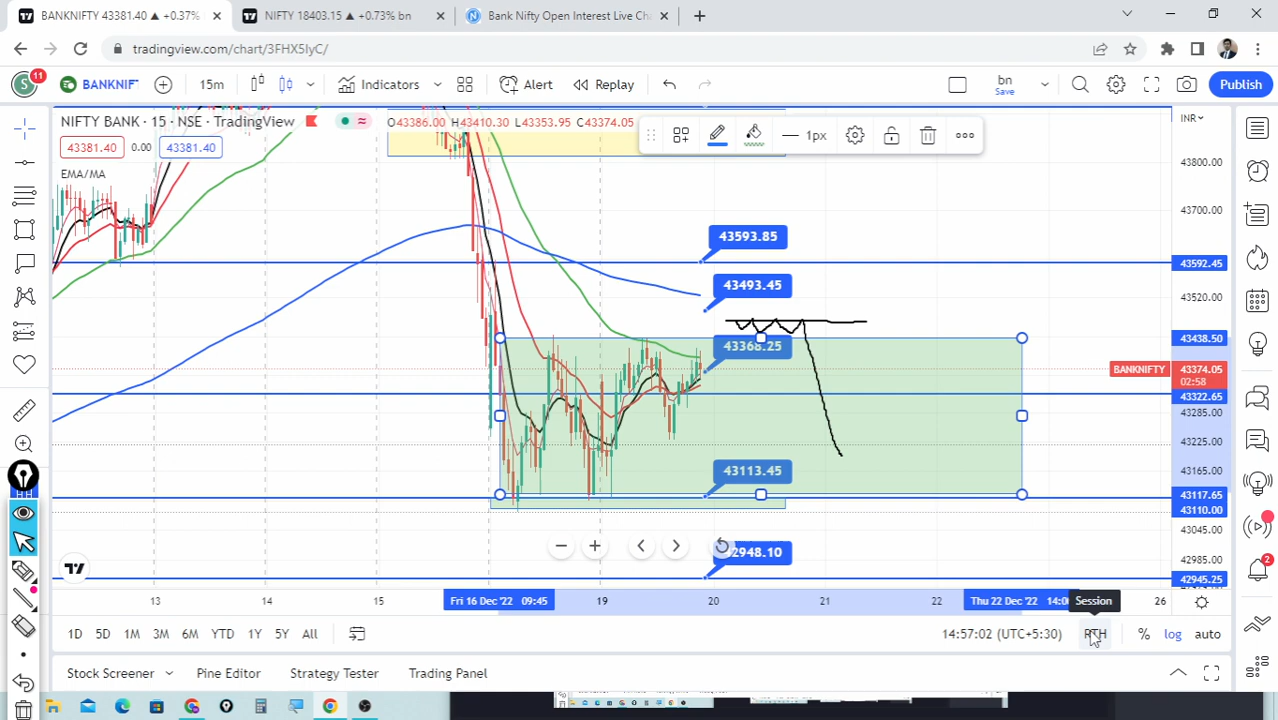 BANKNIFTY 43381.40 ▲ +0.37%
NIFTY 18403.15 ▲ +0.73% bn
Bank Nifty Open Interest Live Ch
tradingview.com/chart/3FHX5IyC/
S
11
BANKNIF
15m
Indicators
Alert
Replay
bn
Save
Publish
NIFTY BANK · 15 · NSE · TradingView
O43386.00 H43410.30 L43353.95 C43374.05
1px
INR
43381.40
0.00
43381.40
EMA/MA
43800.00
43700.00
43593.85
43592.45
43493.45
43520.00
43438.50
43368.25
BANKNIFTY
43374.05
02:58
43322.65
43285.00
43225.00
43113.45
43165.00
43117.65
43110.00
43045.00
2948.10
42985.00
42945.25
13
14
15
Fri 16 Dec '22 09:45
19
20
21
22
Thu 22 Dec '22 14:0
26
Session
1D
5D
1M
3M
6M
YTD
1Y
5Y
All
14:57:02 (UTC+5:30)
RTH
%
log
auto
2
Stock Screener
Pine Editor
Strategy Tester
Trading Panel